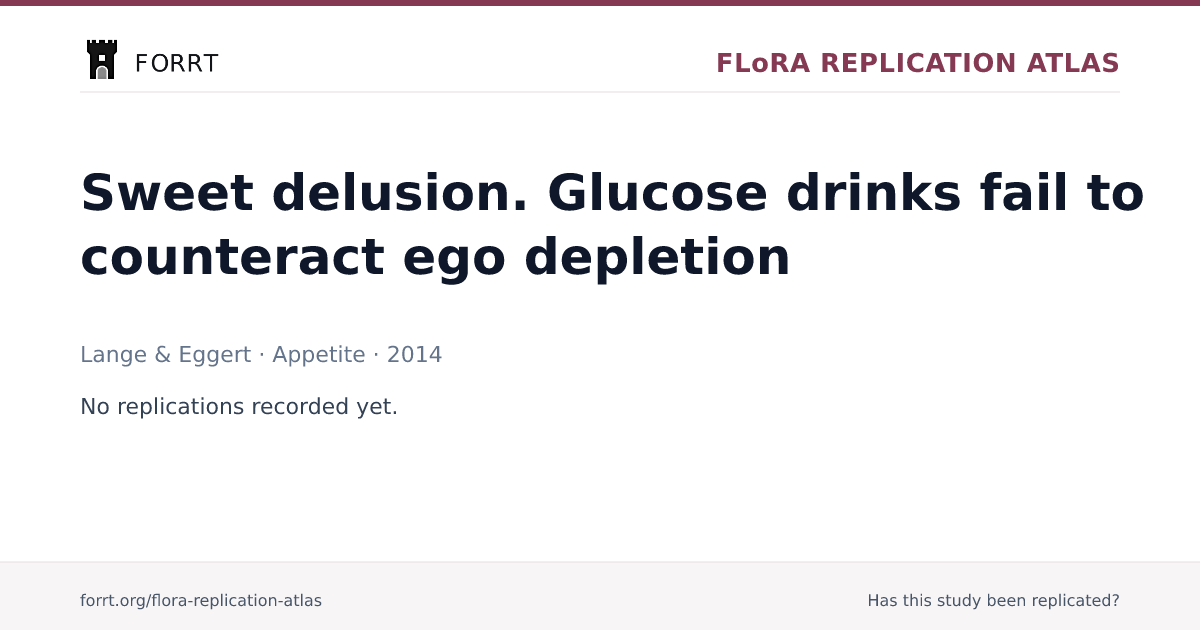 FORRT
FLoRA REPLICATION ATLAS
Sweet delusion. Glucose drinks fail to
counteract ego depletion
Lange & Eggert · Appetite · 2014
No replications recorded yet.
forrt.org/flora-replication-atlas
Has this study been replicated?